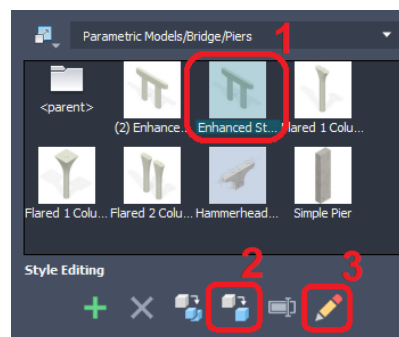 Parametric Models/Bridge/Piers
1
<parent>
(2) Enhance...
Enhanced St...
Flared 1 Colu...
Flared 1 Colu...
Flared 2 Colu...
Hammerhead...
Simple Pier
Style Editing
2
3